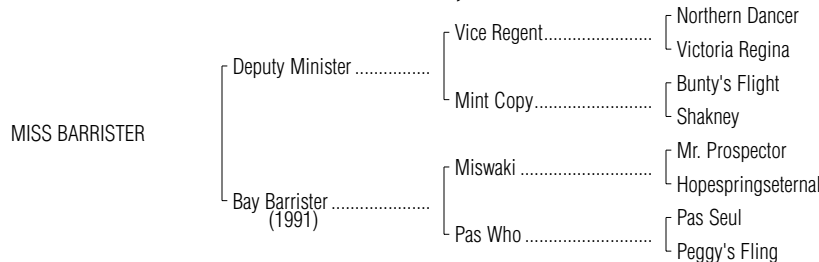 Northern Dancer
Vice Regent......................
Victoria Regina
Deputy Minister ................
Bunty's Flight
Mint Copy........................
Shakney
MISS BARRISTER
Mr. Prospector
Miswaki ..........................
Hopespringseternal
Bay Barrister .....................
(1991)
Pas Seul
Pas Who .........................
Peggy's Fling